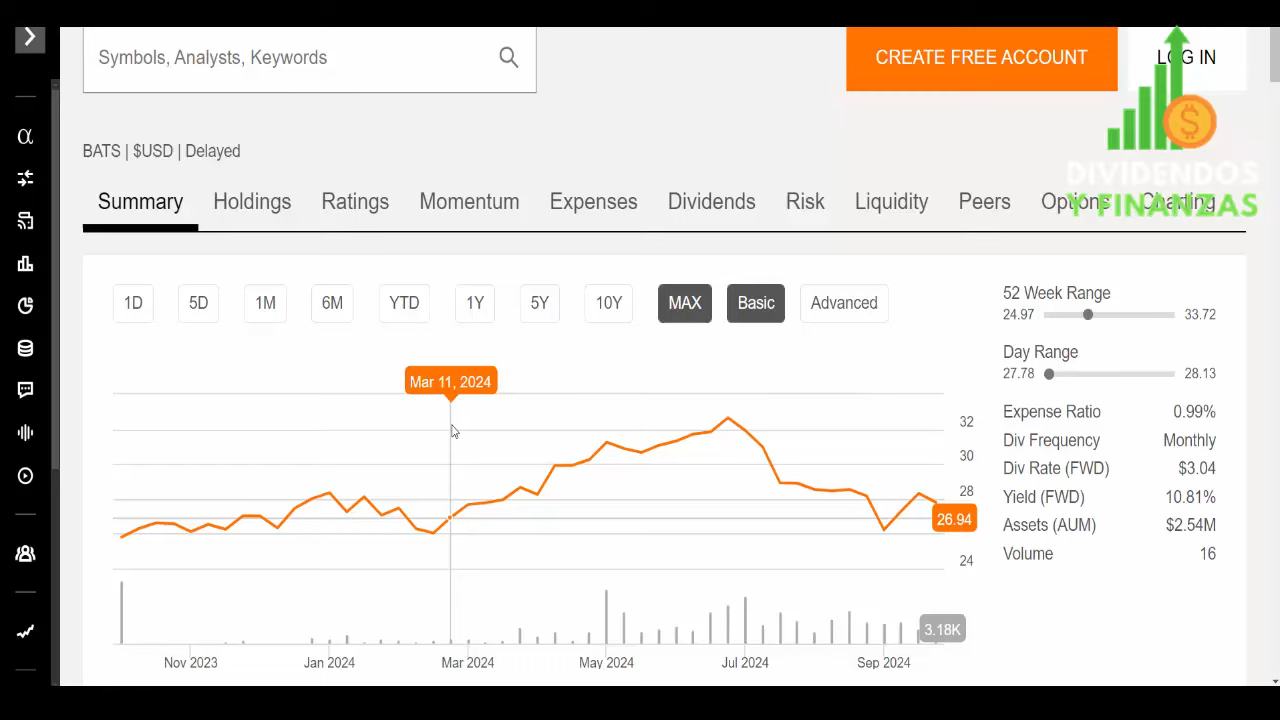 Symbols, Analysts, Keywords
CREATE FREE ACCOUNT
LOG IN
BATS | $USD | Delayed
DIVIDENDOS
Y FINANZAS
Summary Holdings Ratings Momentum Expenses Dividends Risk Liquidity Peers Options Charting
1D 5D 1M 6M YTD 1Y 5Y 10Y MAX Basic Advanced
52 Week Range
24.97 33.72
Day Range
27.78 28.13
Expense Ratio 0.99%
Div Frequency Monthly
Div Rate (FWD) $3.04
Yield (FWD) 10.81%
Assets (AUM) $2.54M
Volume 16
Mar 11, 2024
32
30
28
26.94
24
3.18K
Nov 2023 Jan 2024 Mar 2024 May 2024 Jul 2024 Sep 2024